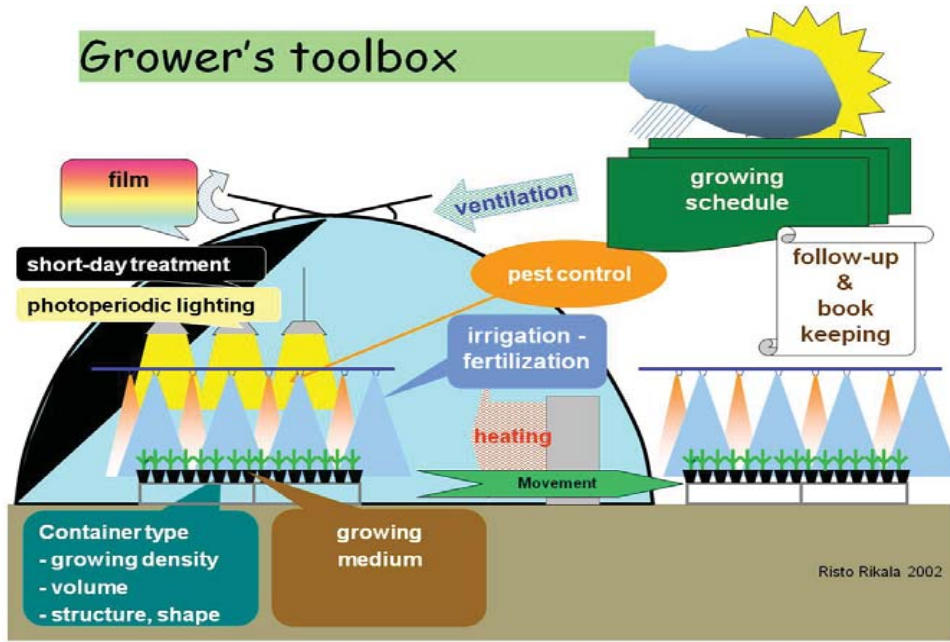 Grower's toolbox
film
ventilation
growing
schedule
short-day treatment
photoperiodic lighting
pest control
follow-up
&
book
keeping
irrigation -
fertilization
heating
Movement
Container type
- growing density
- volume
- structure, shape
growing
medium
Risto Rikala 2002